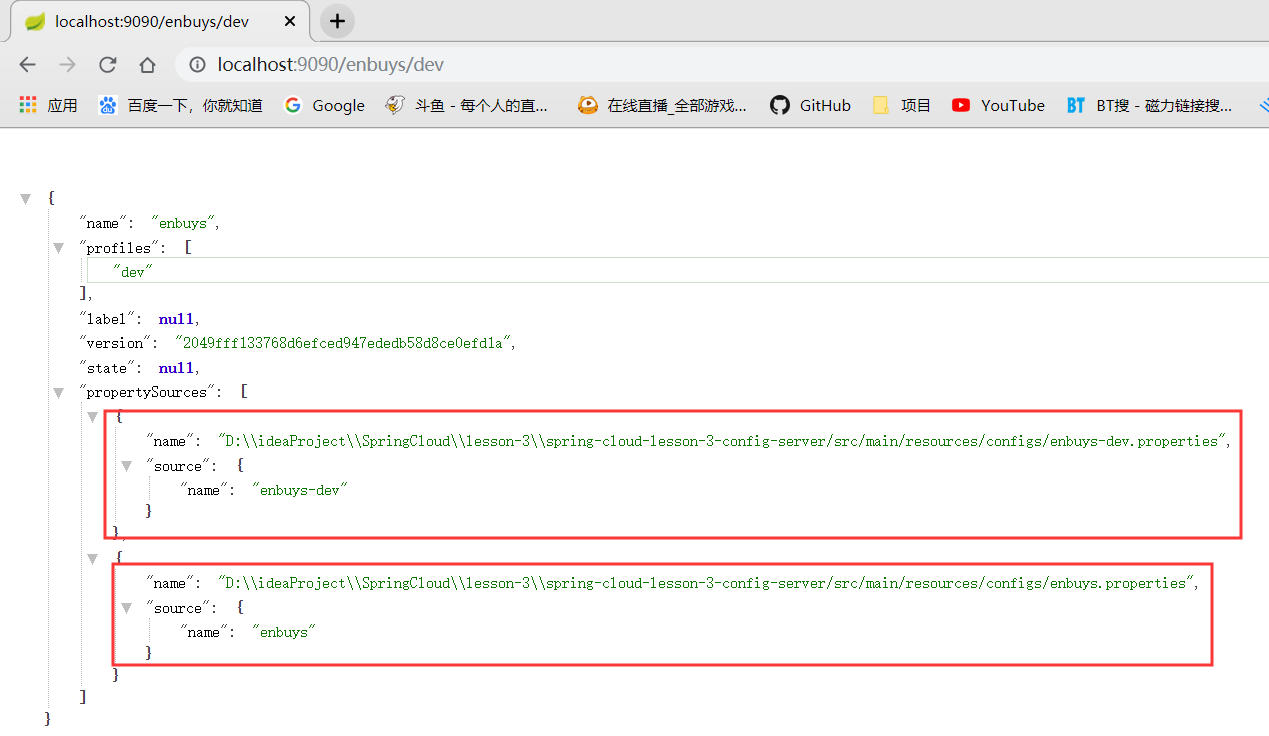 localhost:9090/enbuys/dev
localhost:9090/enbuys/dev
应用 百度一下，你就知道 Google 斗鱼 - 每个人的直... 在线直播_全部游戏... GitHub 项目 YouTube BT BT搜 - 磁力链接搜...
{
"name": "enbuys",
"profiles": [
"dev"
],
"label": null,
"version": "2049fff133768d6efced947ededb58d8ce0efd1a",
"state": null,
"propertySources": [
{
"name": "D:\\ideaProject\\SpringCloud\\lesson-3\\spring-cloud-lesson-3-config-server/src/main/resources/configs/enbuys-dev.properties",
"source": {
"name": "enbuys-dev"
}
},
{
"name": "D:\\ideaProject\\SpringCloud\\lesson-3\\spring-cloud-lesson-3-config-server/src/main/resources/configs/enbuys.properties",
"source": {
"name": "enbuys"
}
}
]
}